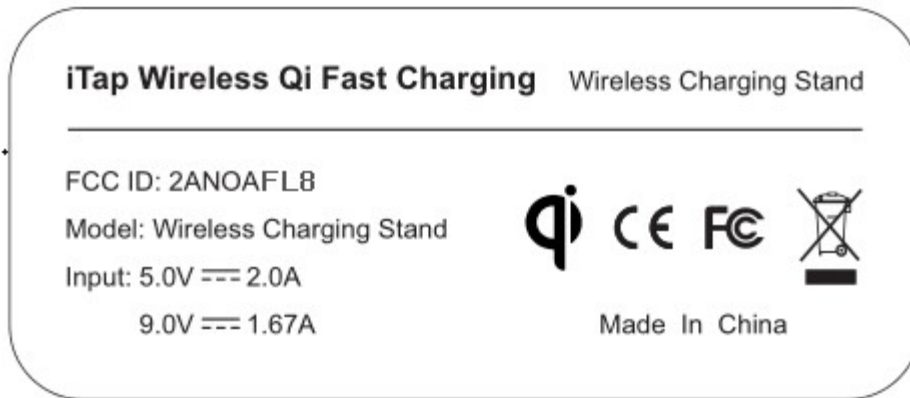 iTap Wireless Qi Fast Charging Wireless Charging Stand
FCC ID: 2ANOAFL8
Model: Wireless Charging Stand
Input: 5.0V ⎓ 2.0A
9.0V ⎓ 1.67A
qi CE FC
Made In China